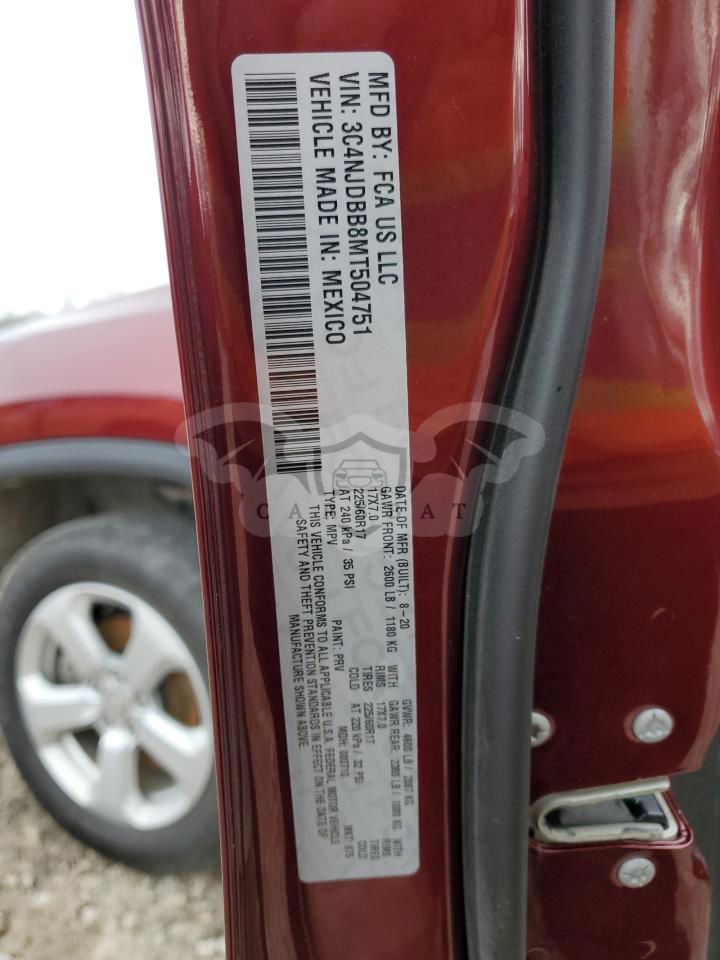 MFD BY: FCA US LLC
VIN: 3C4NJDBB8MT504751
VEHICLE MADE IN: MEXICO
DATE OF MFR (BUILT): 8-20 GVWR: 4600 LB / 2087 KG
GAWR FRONT: 2600 LB / 1180 KG WITH GAWR REAR: LB / KG WITH
17X7.0 RIMS 17X7.0 RIMS
225/60R17 TIRES 225/60R17 TIRES
AT 240 kPa / 35 PSI COLD AT 220 kPa / 32 PSI COLD
TYPE: MPV PAINT: PRV MDH: MKT:
THIS VEHICLE CONFORMS TO ALL APPLICABLE U.S.A. FEDERAL MOTOR VEHICLE
SAFETY AND THEFT PREVENTION STANDARDS IN EFFECT ON THE DATE OF
MANUFACTURE SHOWN ABOVE.